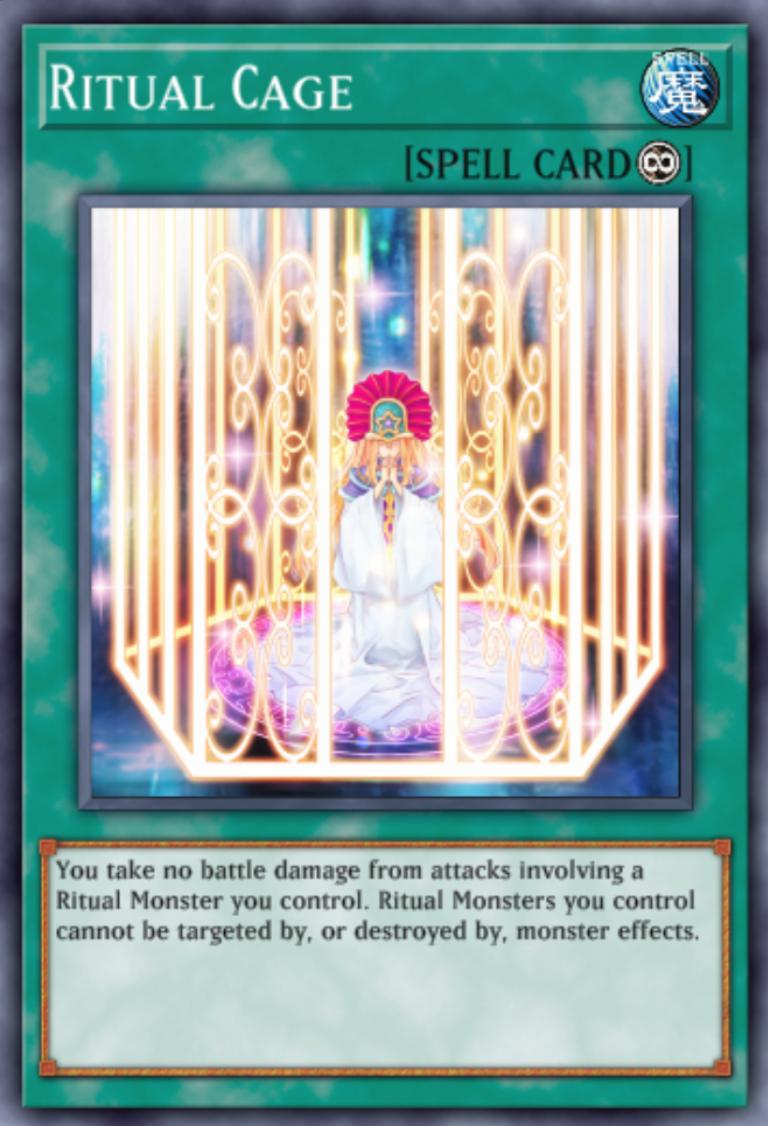 Ritual Cage
SPELL
魔
[SPELL CARD♾]
You take no battle damage from attacks involving a
Ritual Monster you control. Ritual Monsters you control
cannot be targeted by, or destroyed by, monster effects.